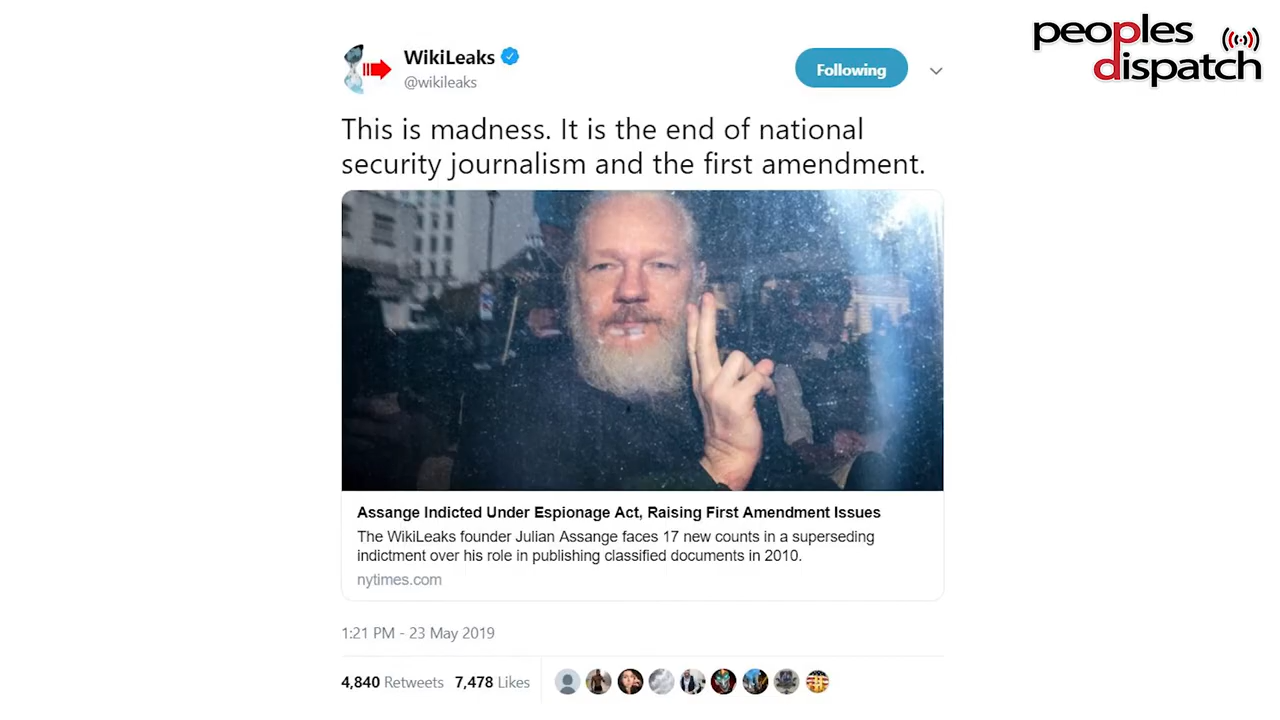 peoples
dispatch
WikiLeaks
@wikileaks
Following
This is madness. It is the end of national
security journalism and the first amendment.
Assange Indicted Under Espionage Act, Raising First Amendment Issues
The WikiLeaks founder Julian Assange faces 17 new counts in a superseding
indictment over his role in publishing classified documents in 2010.
nytimes.com
1:21 PM - 23 May 2019
4,840 Retweets 7,478 Likes